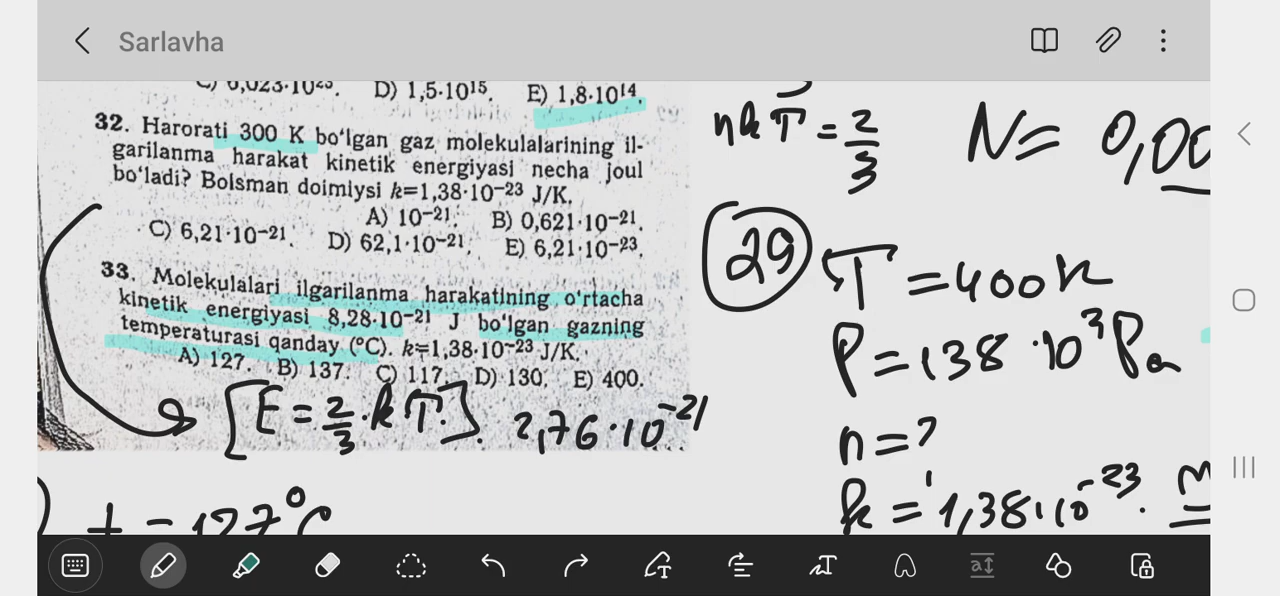 Sarlavha
C) 6,023·10²³. D) 1,5·10¹⁵. E) 1,8·10¹⁴.
32. Harorati 300 K bo‘lgan gaz molekulalarining il-
garilanma harakat kinetik energiyasi necha joul
bo‘ladi? Bolsman doimiysi k=1,38·10⁻²³ J/K.
A) 10⁻²¹. B) 0,621·10⁻²¹.
C) 6,21·10⁻²¹. D) 62,1·10⁻²¹. E) 6,21·10⁻²³.
33. Molekulalari ilgarilanma harakatining o‘rtacha
kinetik energiyasi 8,28·10⁻²¹ J bo‘lgan gazning
temperaturasi qanday (°C). k=1,38·10⁻²³ J/K.
A) 127. B) 137. C) 117. D) 130. E) 400.
[E = 2/3 · k T.]. 2,76·10⁻²¹
t = 127°C
nkT = 2/3
N = 0,00
29 T = 400K
P = 138 · 10³ Pa
n = ?
k = 1,38·10⁻²³ ·